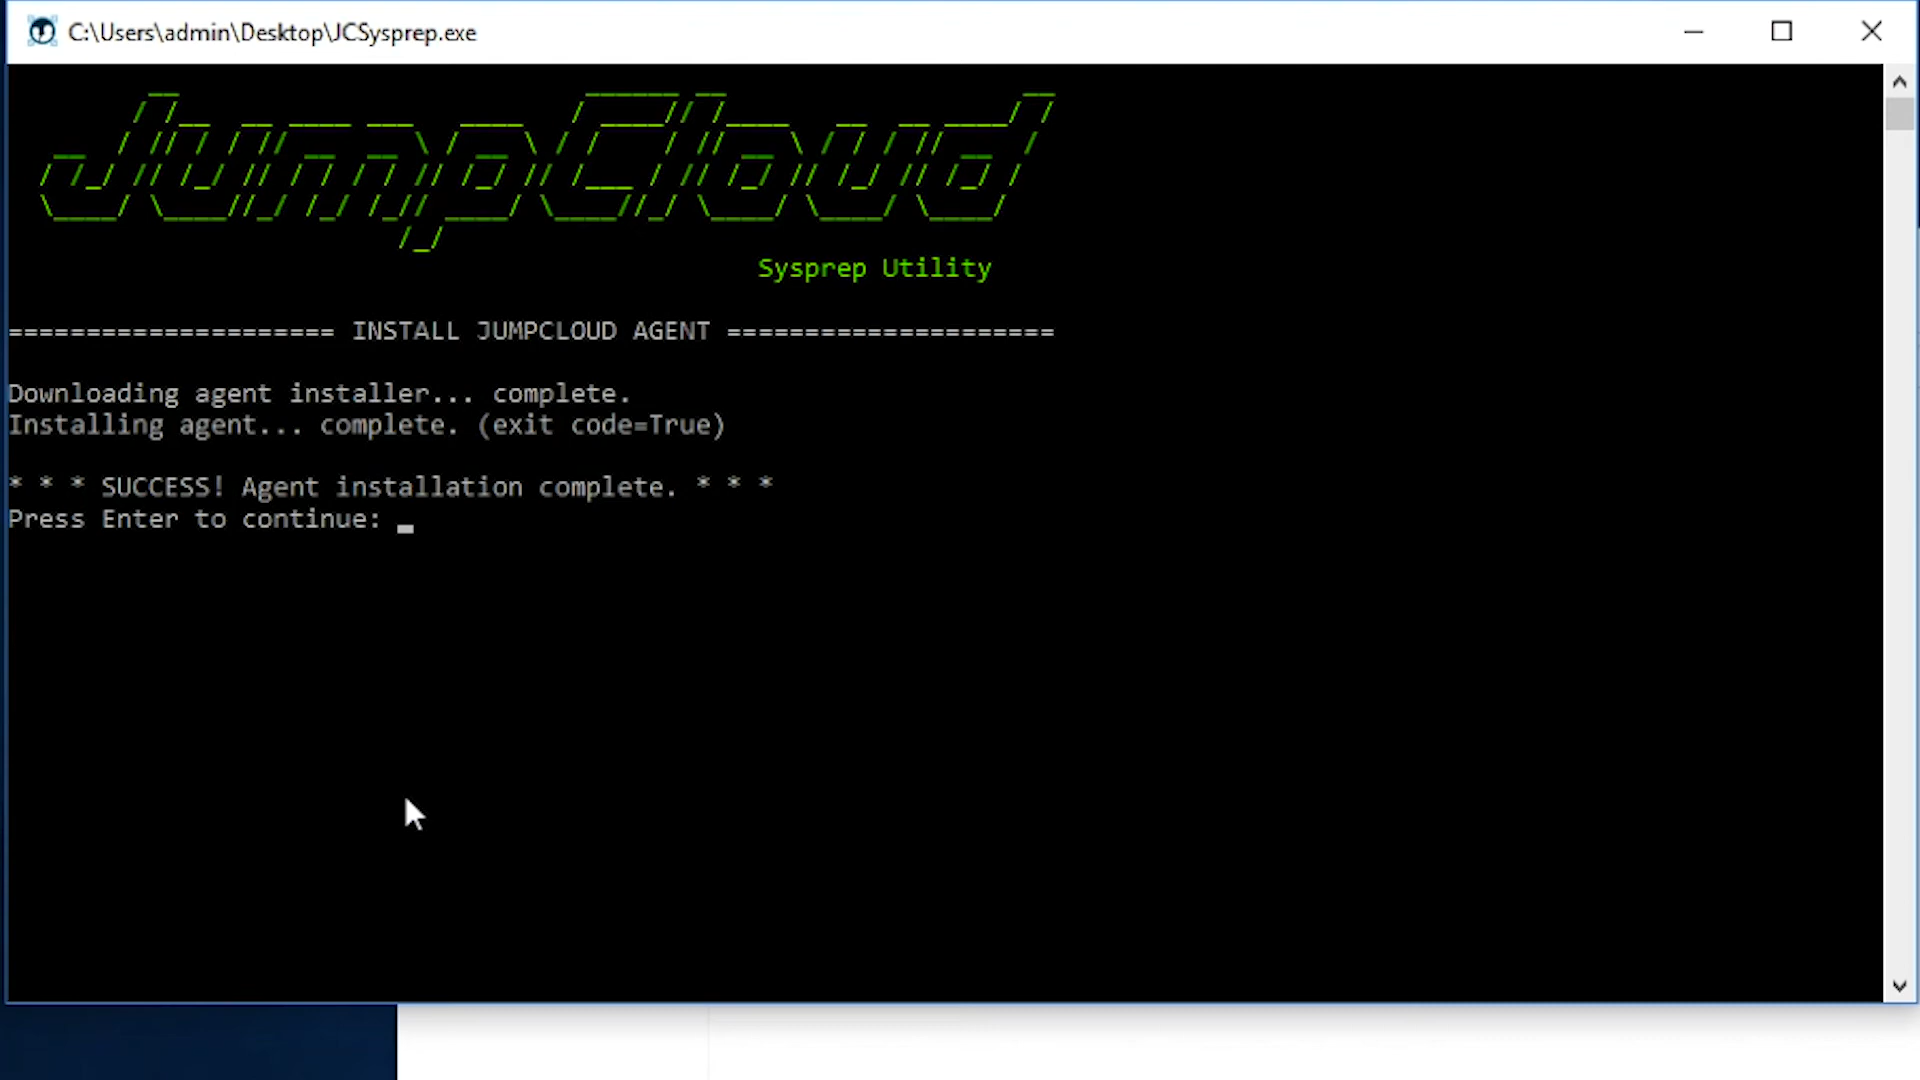 C:\Users\admin\Desktop\JCSysprep.exe
JumpCloud
Sysprep Utility
===================== INSTALL JUMPCLOUD AGENT =====================
Downloading agent installer... complete.
Installing agent... complete. (exit code=True)
* * * SUCCESS! Agent installation complete. * * *
Press Enter to continue: _